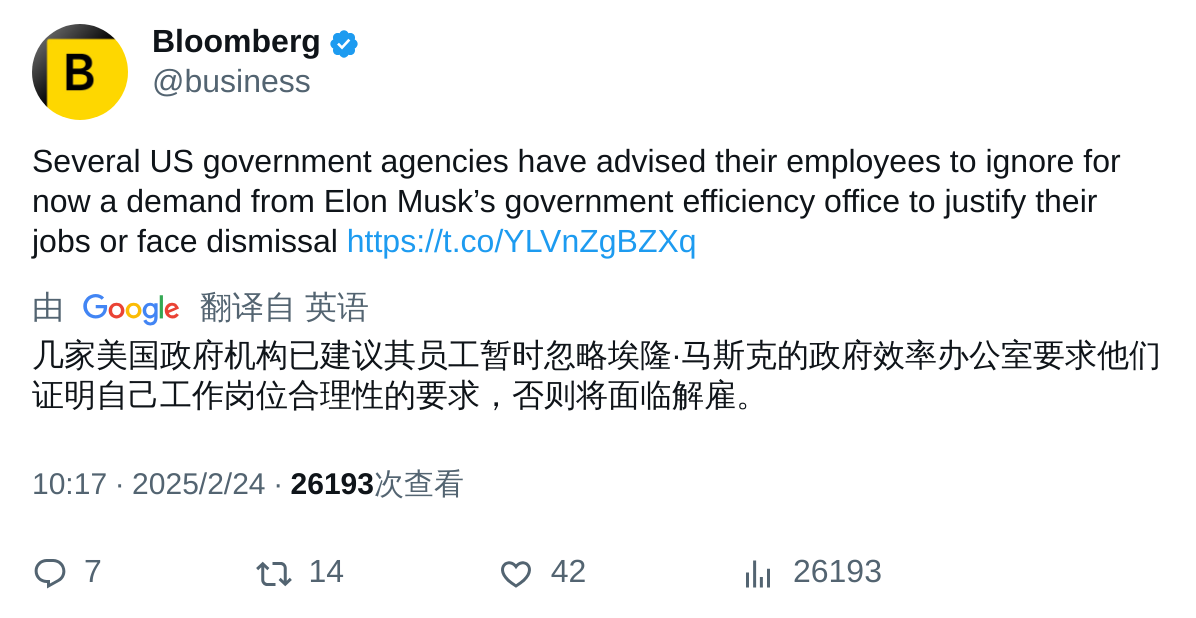 B
Bloomberg
@business
Several US government agencies have advised their employees to ignore for
now a demand from Elon Musk’s government efficiency office to justify their
jobs or face dismissal https://t.co/YLVnZgBZXq
由 Google 翻译自 英语
几家美国政府机构已建议其员工暂时忽略埃隆·马斯克的政府效率办公室要求他们
证明自己工作岗位合理性的要求，否则将面临解雇。
10:17 · 2025/2/24 · 26193次查看
7 14 42 26193